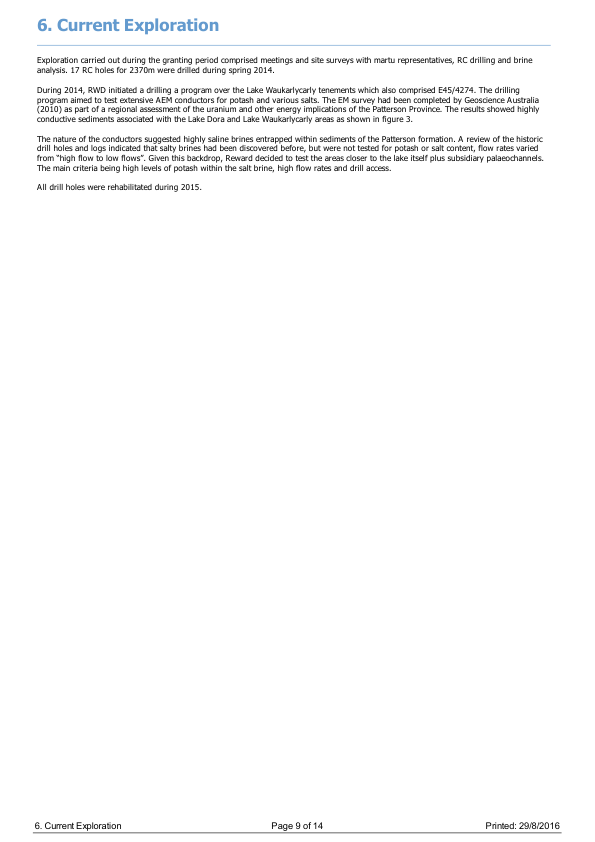 6. Current Exploration
Exploration carried out during the granting period comprised meetings and site surveys with martu representatives, RC drilling and brine
analysis. 17 RC holes for 2370m were drilled during spring 2014.
During 2014, RWD initiated a drilling a program over the Lake Waukarlycarly tenements which also comprised E45/4274. The drilling
program aimed to test extensive AEM conductors for potash and various salts. The EM survey had been completed by Geoscience Australia
(2010) as part of a regional assessment of the uranium and other energy implications of the Patterson Province. The results showed highly
conductive sediments associated with the Lake Dora and Lake Waukarlycarly areas as shown in figure 3.
The nature of the conductors suggested highly saline brines entrapped within sediments of the Patterson formation. A review of the historic
drill holes and logs indicated that salty brines had been discovered before, but were not tested for potash or salt content, flow rates varied
from “high flow to low flows”. Given this backdrop, Reward decided to test the areas closer to the lake itself plus subsidiary palaeochannels.
The main criteria being high levels of potash within the salt brine, high flow rates and drill access.
All drill holes were rehabilitated during 2015.
6. Current Exploration Page 9 of 14 Printed: 29/8/2016